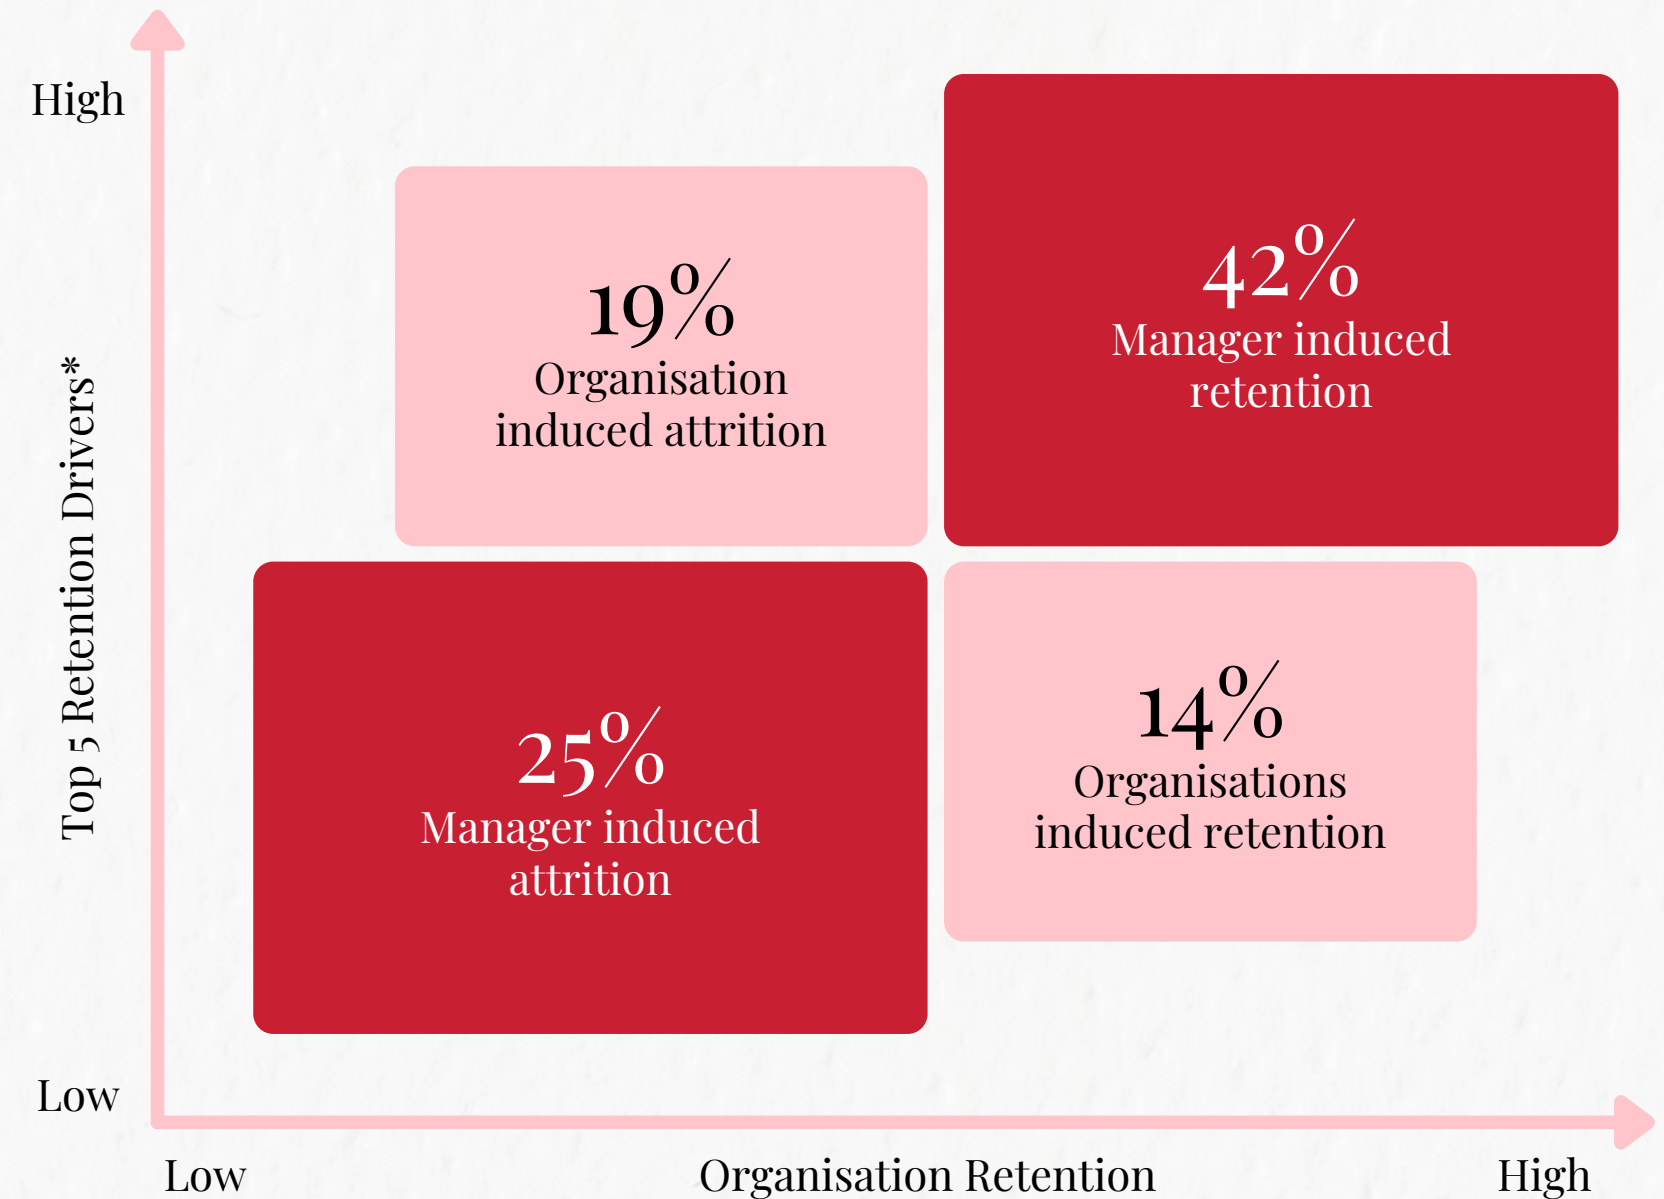 High
19%
Organisation
induced attrition
42%
Manager induced
retention
Top 5 Retention Drivers*
25%
Manager induced
attrition
14%
Organisations
induced retention
Low
Low
Organisation Retention
High